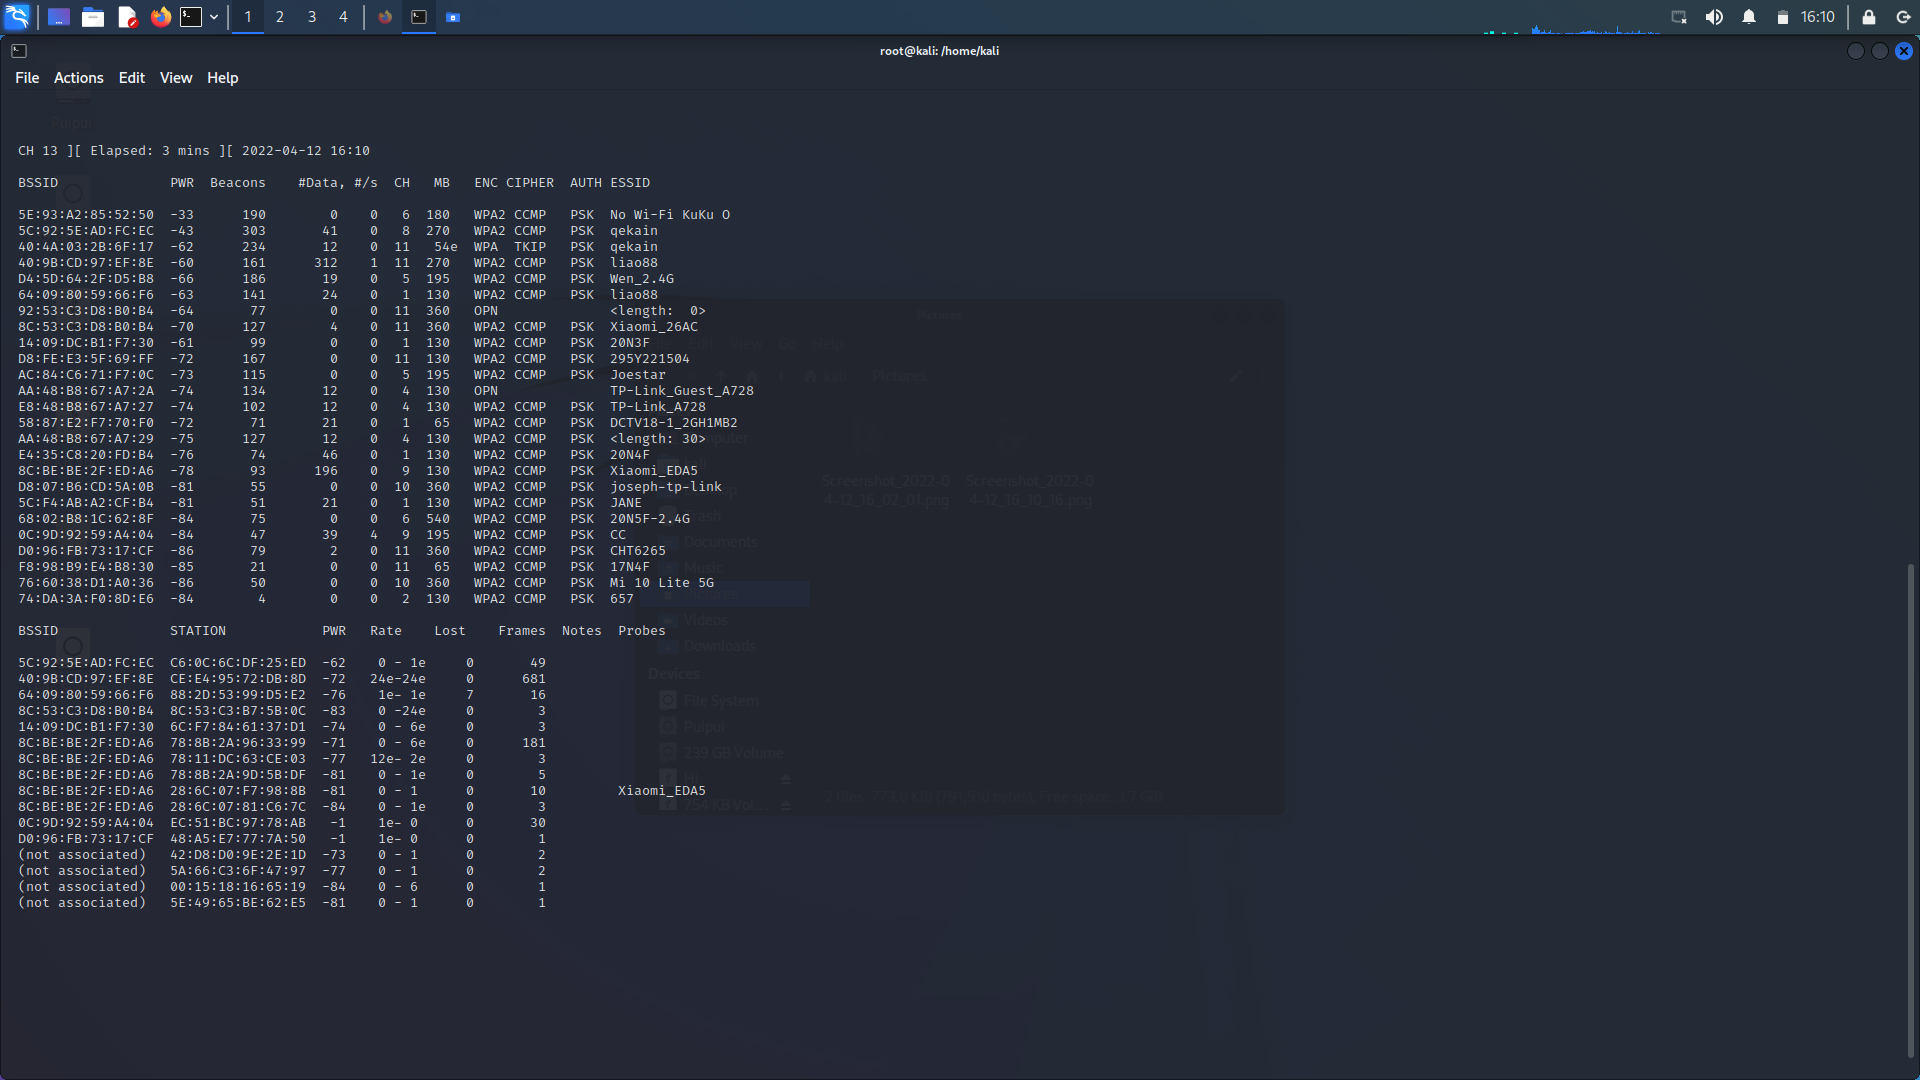 1 2 3 4 16:10
root@kali: /home/kali
File Actions Edit View Help
Puipui
CH 13 ][ Elapsed: 3 mins ][ 2022-04-12 16:10
BSSID PWR Beacons #Data, #/s CH MB ENC CIPHER AUTH ESSID
5E:93:A2:85:52:50 -33 190 0 0 6 180 WPA2 CCMP PSK No Wi-Fi KuKu O
5C:92:5E:AD:FC:EC -43 303 41 0 8 270 WPA2 CCMP PSK qekain
40:4A:03:2B:6F:17 -62 234 12 0 11 54e WPA TKIP PSK qekain
40:9B:CD:97:EF:8E -60 161 312 1 11 270 WPA2 CCMP PSK liao88
D4:5D:64:2F:D5:B8 -66 186 19 0 5 195 WPA2 CCMP PSK Wen_2.4G
64:09:80:59:66:F6 -63 141 24 0 1 130 WPA2 CCMP PSK liao88
92:53:C3:D8:B0:B4 -64 77 0 0 11 360 OPN <length: 0>
8C:53:C3:D8:B0:B4 -70 127 4 0 11 360 WPA2 CCMP PSK Xiaomi_26AC
14:09:DC:B1:F7:30 -61 99 0 0 1 130 WPA2 CCMP PSK 20N3F
D8:FE:E3:5F:69:FF -72 167 0 0 11 130 WPA2 CCMP PSK 295Y221504
AC:84:C6:71:F7:0C -73 115 0 0 5 195 WPA2 CCMP PSK Joestar
AA:48:B8:67:A7:2A -74 134 12 0 4 130 OPN TP-Link_Guest_A728
E8:48:B8:67:A7:27 -74 102 12 0 4 130 WPA2 CCMP PSK TP-Link_A728
58:87:E2:F7:70:F0 -72 71 21 0 1 65 WPA2 CCMP PSK DCTV18-1_2GH1MB2
AA:48:B8:67:A7:29 -75 127 12 0 4 130 WPA2 CCMP PSK <length: 30>
E4:35:C8:20:FD:B4 -76 74 46 0 1 130 WPA2 CCMP PSK 20N4F
8C:BE:BE:2F:ED:A6 -78 93 196 0 9 130 WPA2 CCMP PSK Xiaomi_EDA5
D8:07:B6:CD:5A:0B -81 55 0 0 10 360 WPA2 CCMP PSK joseph-tp-link
5C:F4:AB:A2:CF:B4 -81 51 21 0 1 130 WPA2 CCMP PSK JANE
68:02:B8:1C:62:8F -84 75 0 0 6 540 WPA2 CCMP PSK 20N5F-2.4G
0C:9D:92:59:A4:04 -84 47 39 4 9 195 WPA2 CCMP PSK CC
D0:96:FB:73:17:CF -86 79 2 0 11 360 WPA2 CCMP PSK CHT6265
F8:98:B9:E4:B8:30 -85 21 0 0 11 65 WPA2 CCMP PSK 17N4F
76:60:38:D1:A0:36 -86 50 0 0 10 360 WPA2 CCMP PSK Mi 10 Lite 5G
74:DA:3A:F0:8D:E6 -84 4 0 0 2 130 WPA2 CCMP PSK 657
BSSID STATION PWR Rate Lost Frames Notes Probes
5C:92:5E:AD:FC:EC C6:0C:6C:DF:25:ED -62 0 - 1e 0 49
40:9B:CD:97:EF:8E CE:E4:95:72:DB:8D -72 24e-24e 0 681
64:09:80:59:66:F6 88:2D:53:99:D5:E2 -76 1e- 1e 7 16
8C:53:C3:D8:B0:B4 8C:53:C3:B7:5B:0C -83 0 -24e 0 3
14:09:DC:B1:F7:30 6C:F7:84:61:37:D1 -74 0 - 6e 0 3
8C:BE:BE:2F:ED:A6 78:8B:2A:96:33:99 -71 0 - 6e 0 181
8C:BE:BE:2F:ED:A6 78:11:DC:63:CE:03 -77 12e- 2e 0 3
8C:BE:BE:2F:ED:A6 78:8B:2A:9D:5B:DF -81 0 - 1e 0 5
8C:BE:BE:2F:ED:A6 28:6C:07:F7:98:8B -81 0 - 1 0 10 Xiaomi_EDA5
8C:BE:BE:2F:ED:A6 28:6C:07:81:C6:7C -84 0 - 1e 0 3
0C:9D:92:59:A4:04 EC:51:BC:97:78:AB -1 1e- 0 0 30
D0:96:FB:73:17:CF 48:A5:E7:77:7A:50 -1 1e- 0 0 1
(not associated) 42:D8:D0:9E:2E:1D -73 0 - 1 0 2
(not associated) 5A:66:C3:6F:47:97 -77 0 - 1 0 2
(not associated) 00:15:18:16:65:19 -84 0 - 6 0 1
(not associated) 5E:49:65:BE:62:E5 -81 0 - 1 0 1
Pictures
Edit View Go Help
Pictures
Screenshot_2022-0
4-12_16_02_01.png
Screenshot_2022-0
4-12_16_10_16.png
Documents
Music
Pictures
Videos
Downloads
Devices
File System
Puipui
239 GB Volume
Hi
754 KB Vol...